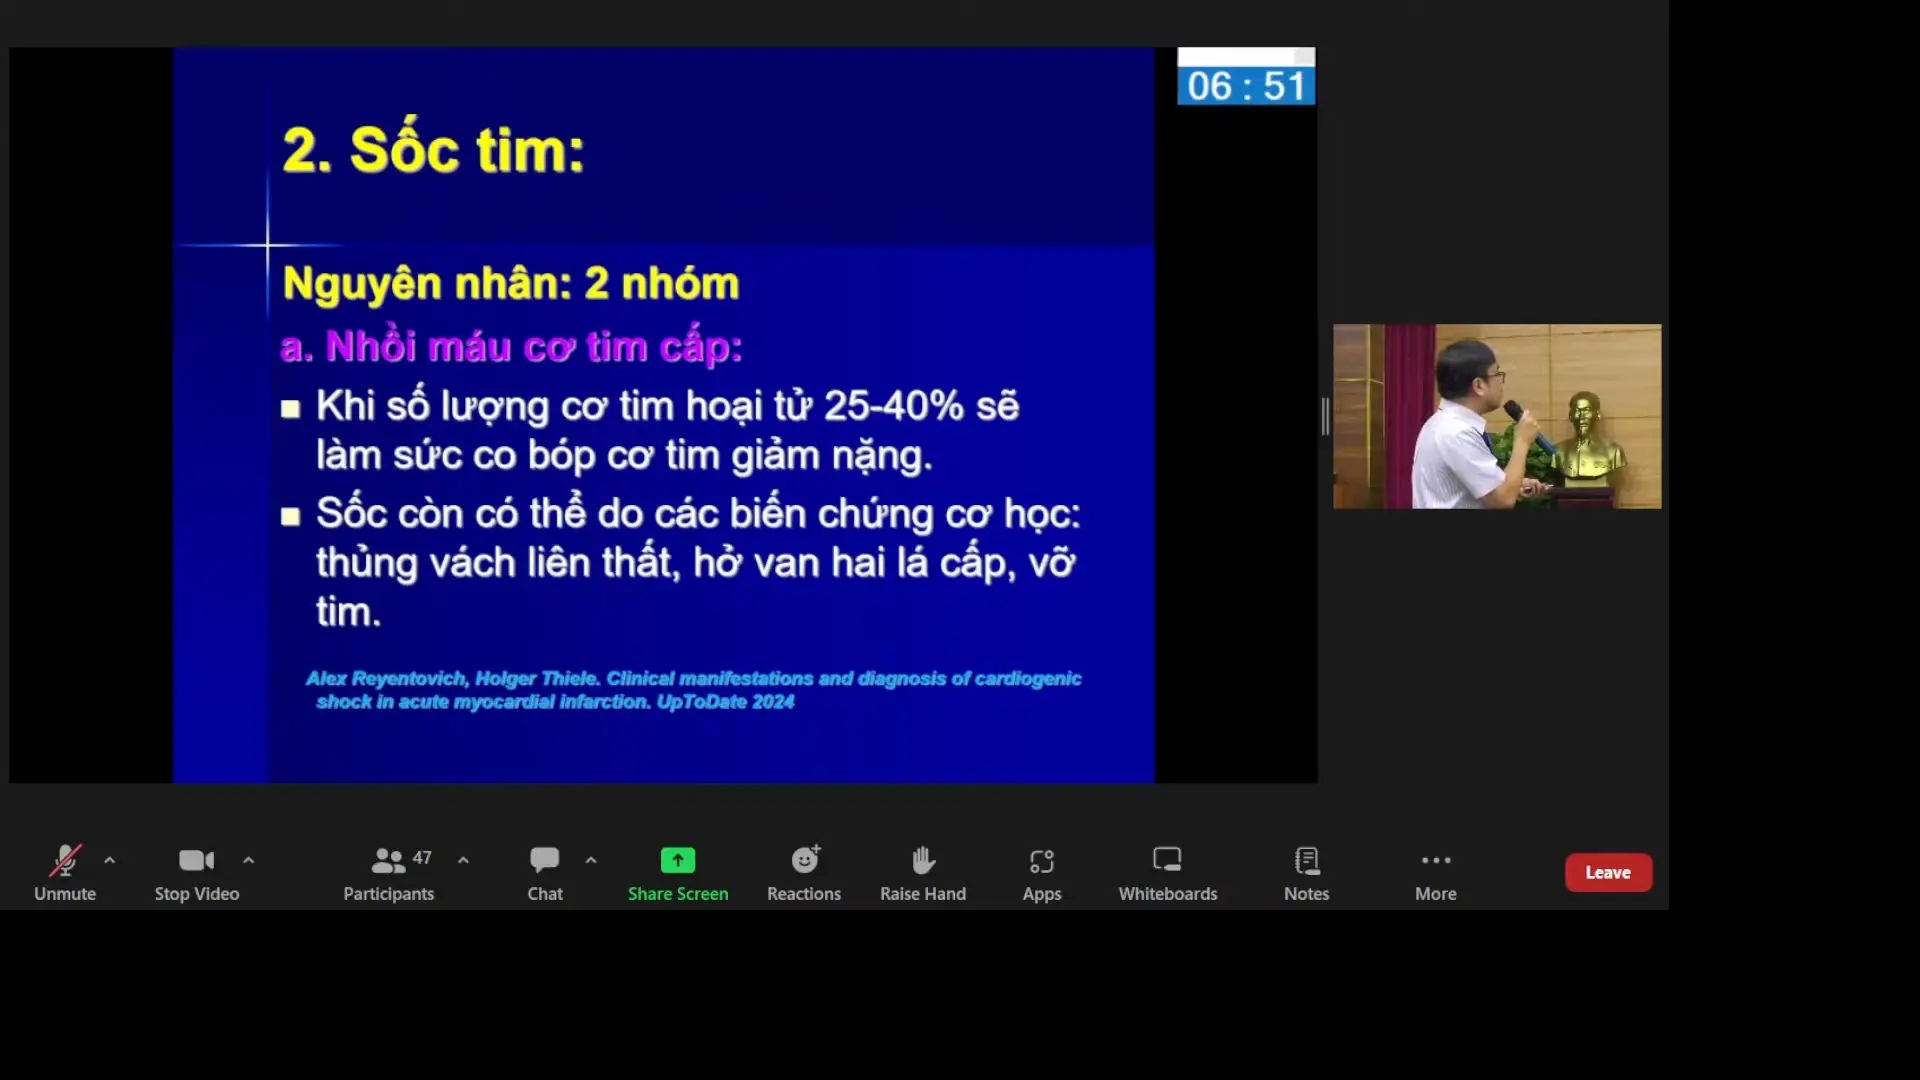 06 : 51
2. Sốc tim:
Nguyên nhân: 2 nhóm
a. Nhồi máu cơ tim cấp:
Khi số lượng cơ tim hoại tử 25-40% sẽ
làm sức co bóp cơ tim giảm nặng.
Sốc còn có thể do các biến chứng cơ học:
thủng vách liên thất, hở van hai lá cấp, vỡ
tim.
Alex Reyentovich, Holger Thiele. Clinical manifestations and diagnosis of cardiogenic
shock in acute myocardial infarction. UpToDate 2024
47
Unmute Stop Video Participants Chat Share Screen Reactions Raise Hand Apps Whiteboards Notes More Leave